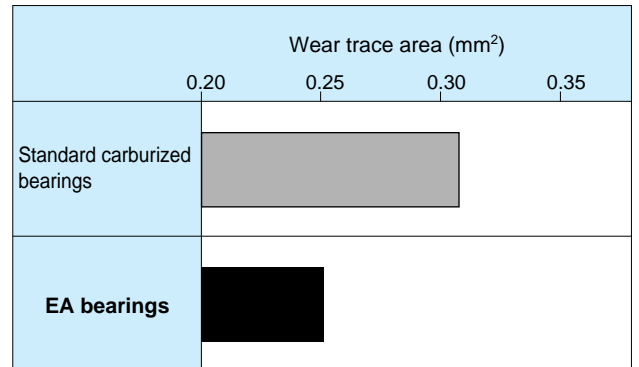 Wear trace area (mm²)
0.20 0.25 0.30 0.35
Standard carburized
bearings
EA bearings